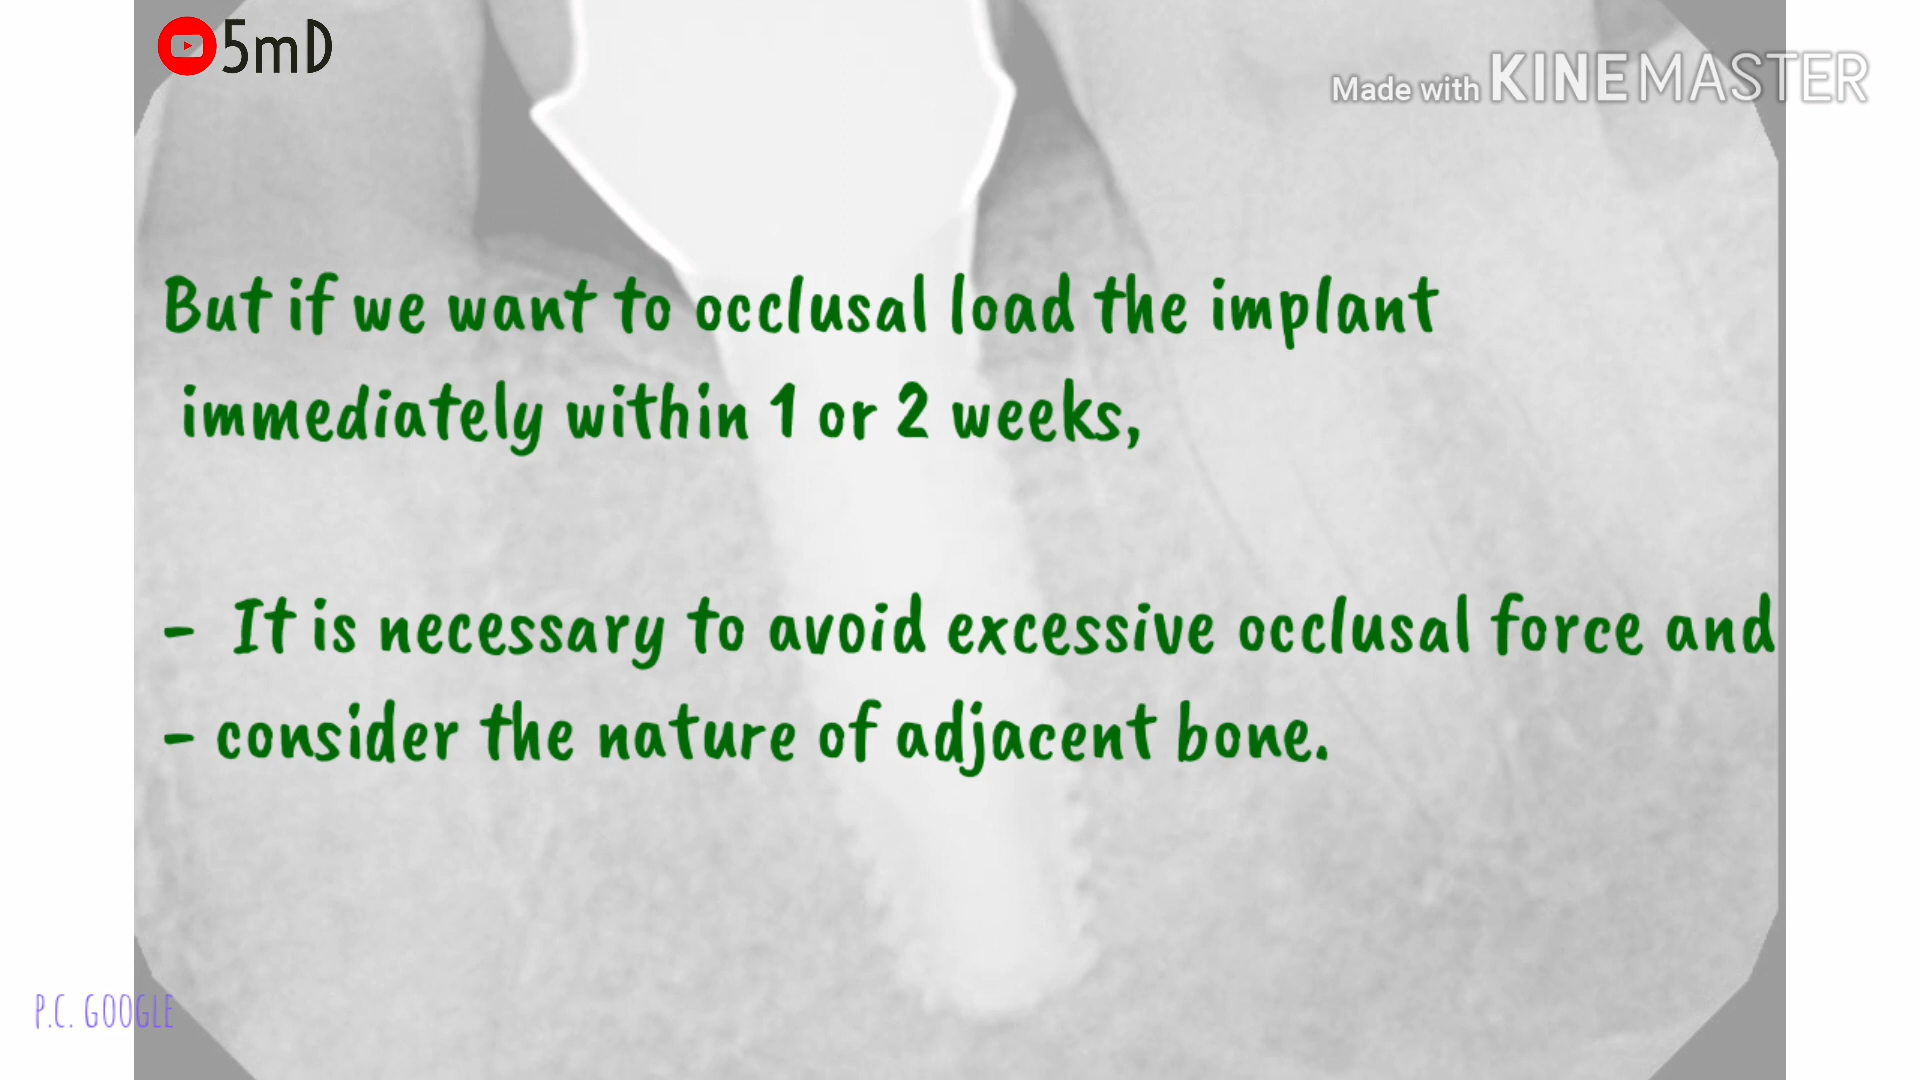 5mD
Made with KINEMASTER
But if we want to occlusal load the implant
immediately within 1 or 2 weeks,
- It is necessary to avoid excessive occlusal force and
- consider the nature of adjacent bone.
P.C. GOOGLE